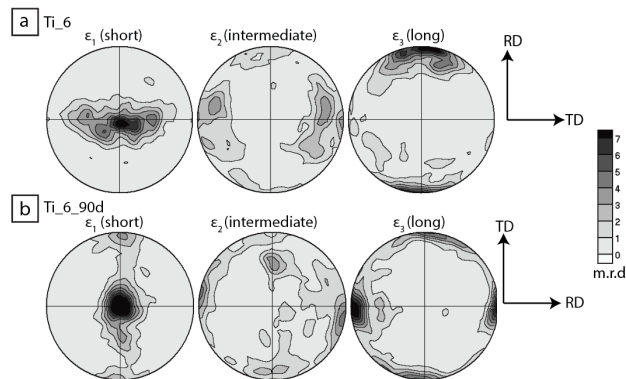 a Ti_6
ε1 (short) ε2 (intermediate) ε3 (long)
RD
TD
7
6
5
4
3
2
1
0
m.r.d
b Ti_6_90d
ε1 (short) ε2 (intermediate) ε3 (long)
TD
RD